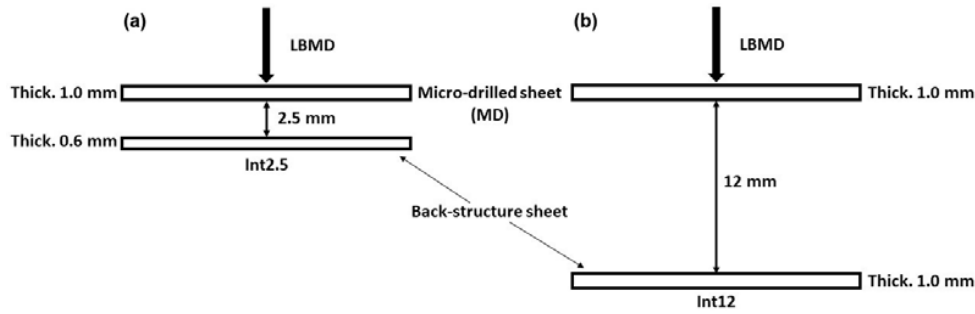 (a)
LBMD
Thick. 1.0 mm
2.5 mm
Thick. 0.6 mm
Int2.5
Micro-drilled sheet
(MD)
Back-structure sheet
(b)
LBMD
Thick. 1.0 mm
12 mm
Thick. 1.0 mm
Int12